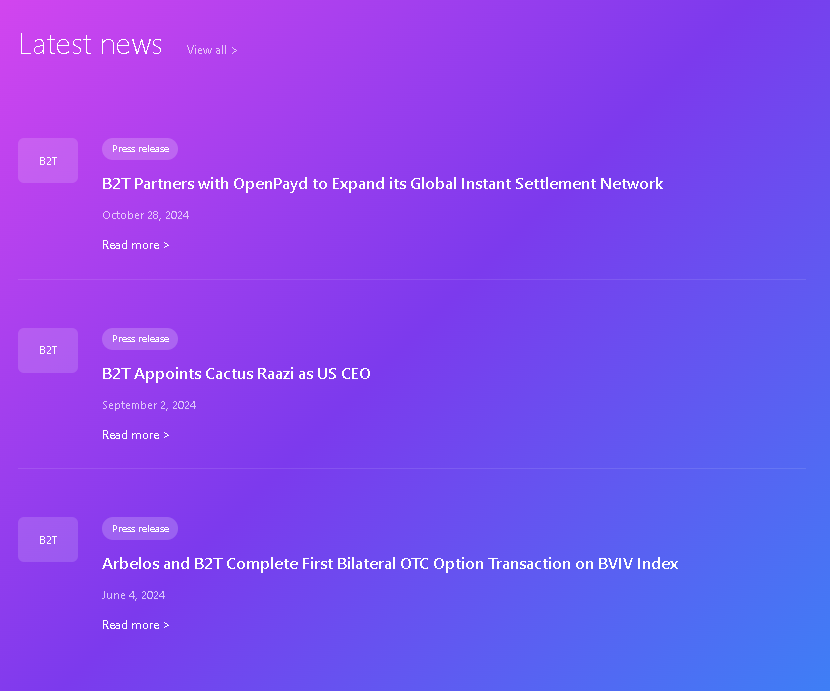 Latest news
View all >
B2T
Press release
B2T Partners with OpenPayd to Expand its Global Instant Settlement Network
October 28, 2024
Read more >
B2T
Press release
B2T Appoints Cactus Raazi as US CEO
September 2, 2024
Read more >
B2T
Press release
Arbelos and B2T Complete First Bilateral OTC Option Transaction on BVIV Index
June 4, 2024
Read more >